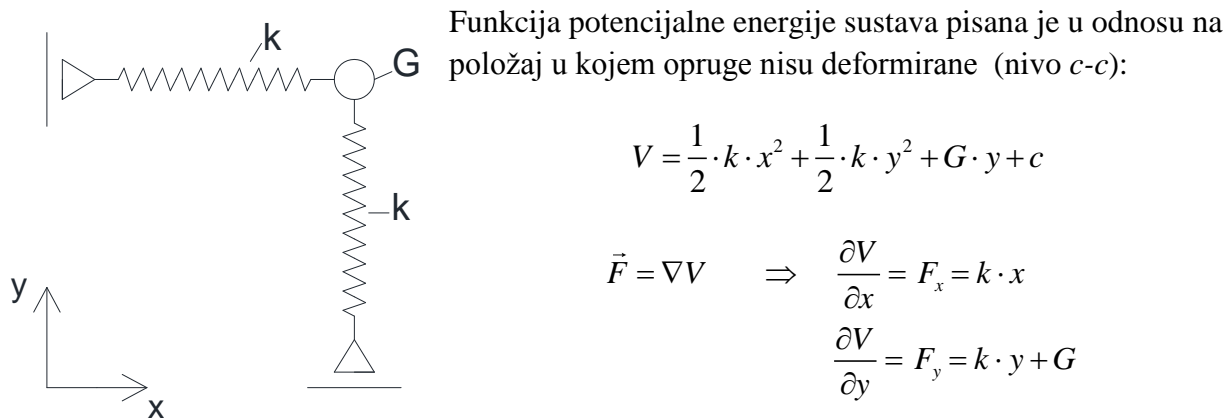 Funkcija potencijalne energije sustava pisana je u odnosu na
položaj u kojem opruge nisu deformirane (nivo c-c):
k
G
k
y
x
V = 1/2 · k · x² + 1/2 · k · y² + G · y + c
F⃗ = ∇V ⇒ ∂V/∂x = Fₓ = k · x
∂V/∂y = F_y = k · y + G